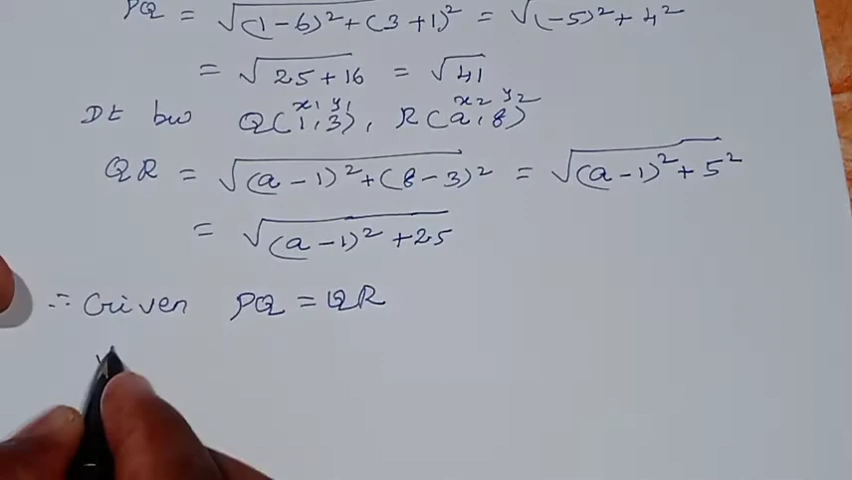 PQ = √(1-6)²+(3+1)² = √(-5)²+4²
= √25+16 = √41
Dt bw Q(1,3), R(a,8)
x₁ y₁ x₂ y₂
QR = √(a-1)²+(8-3)² = √(a-1)²+5²
= √(a-1)²+25
∴ Given PQ = QR